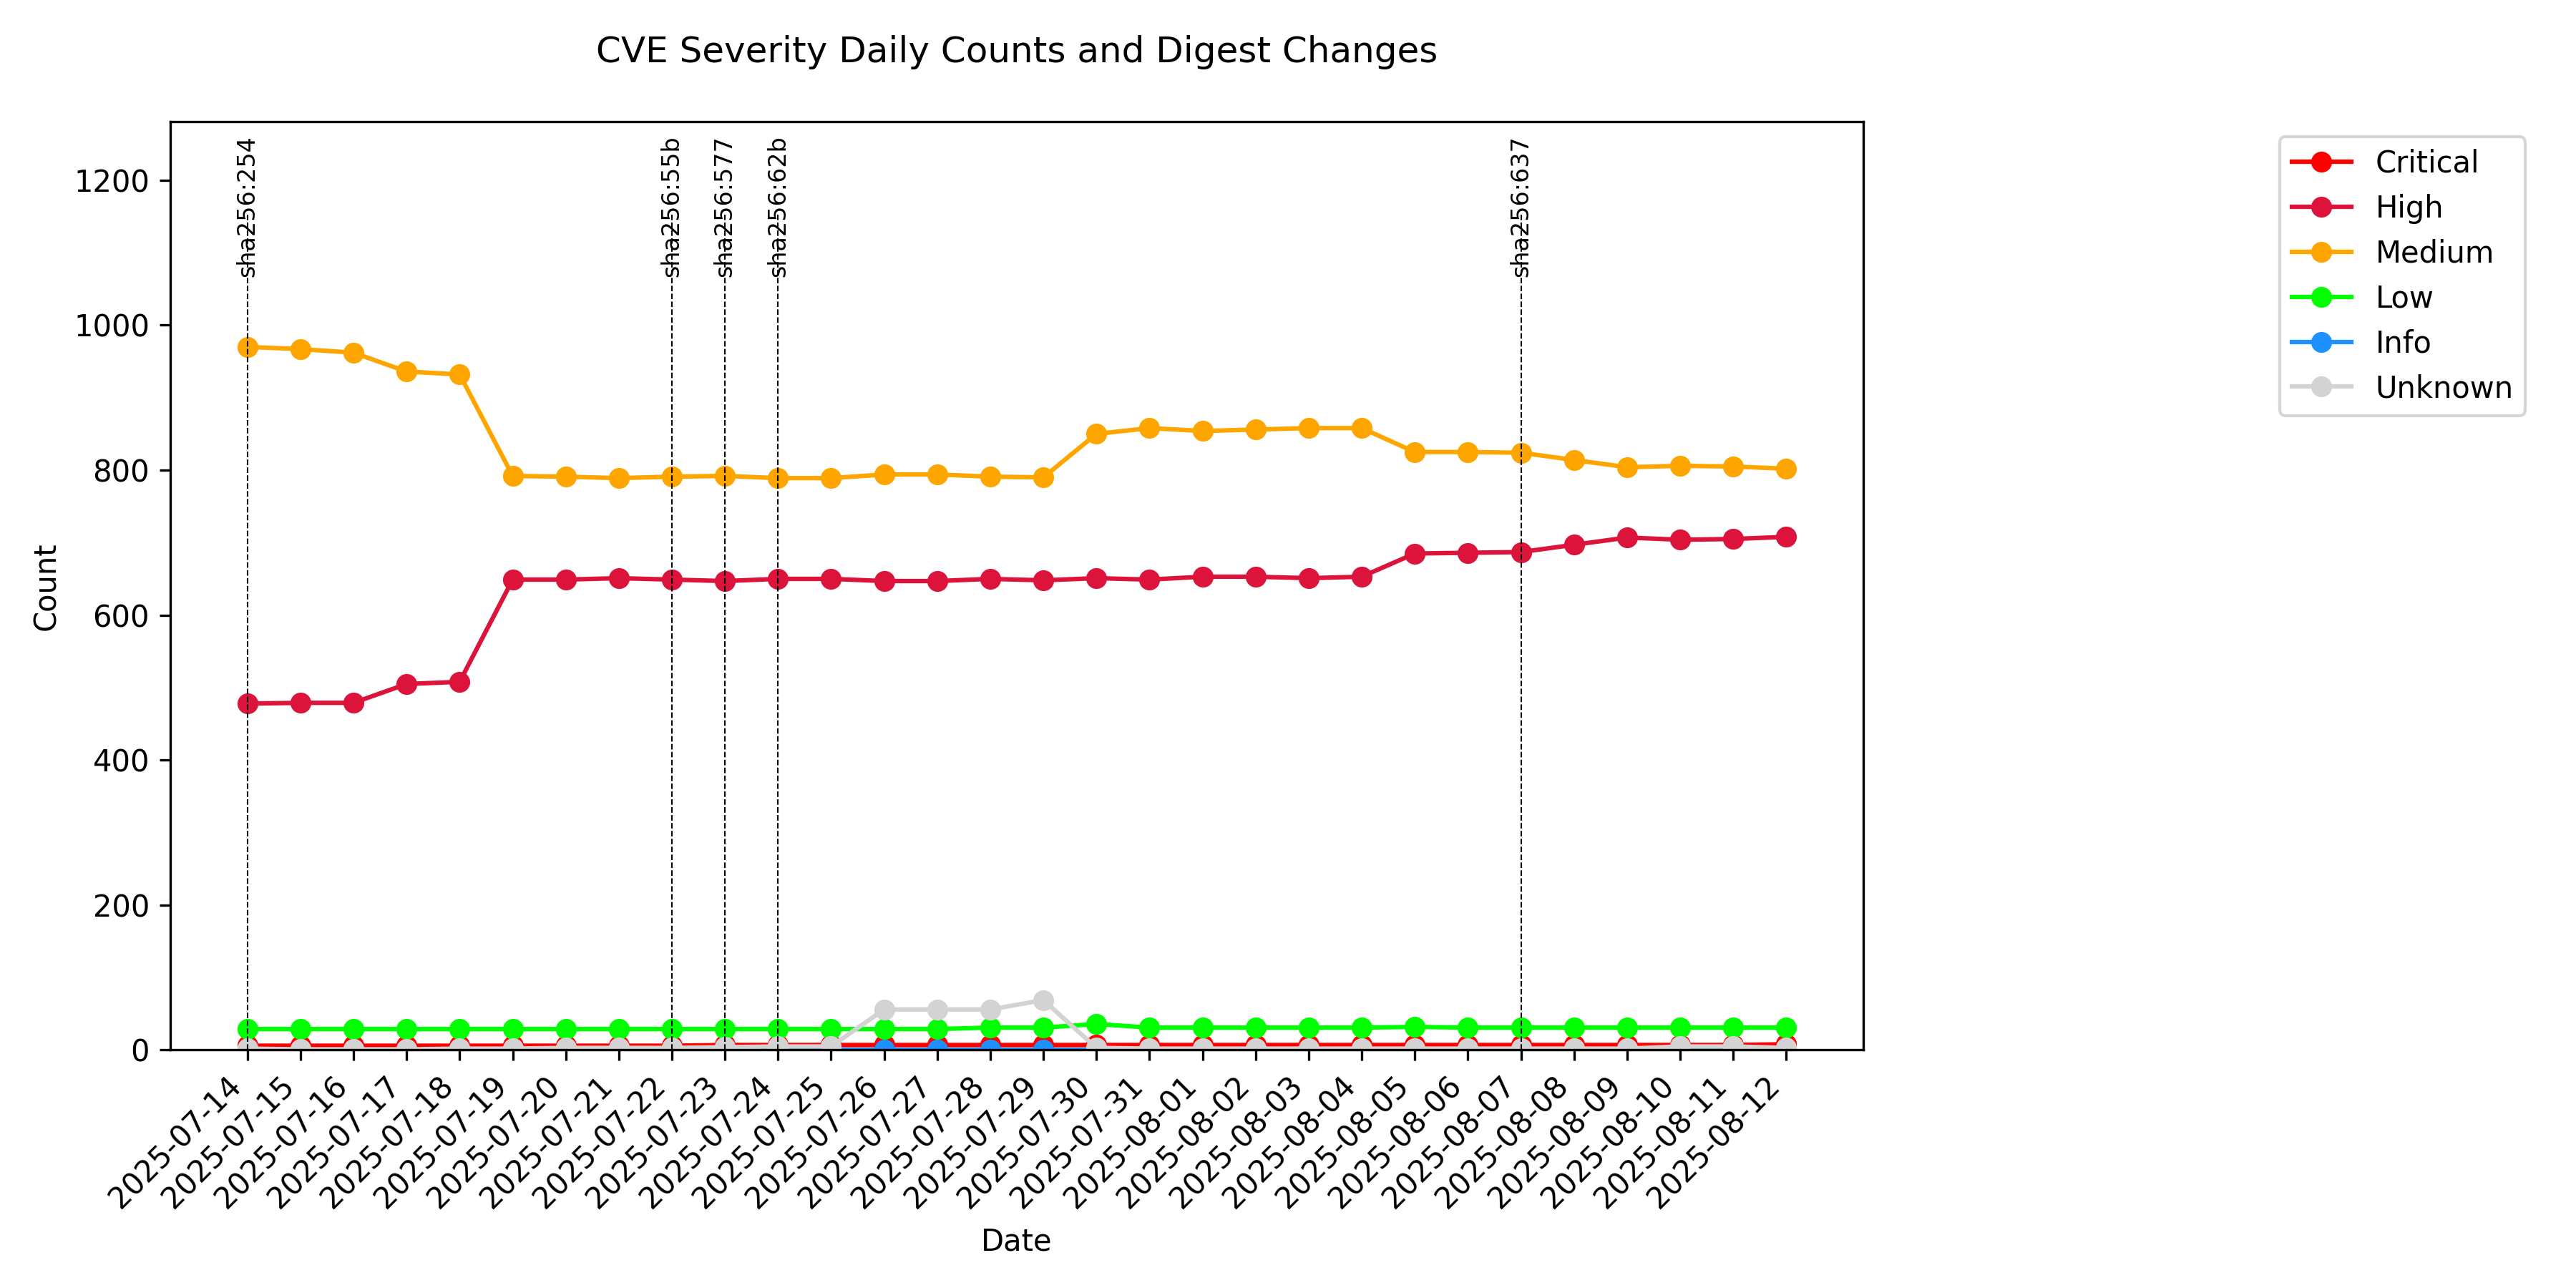 CVE Severity Daily Counts and Digest Changes
sha256:254
sha256:55b
sha256:577
sha256:62b
sha256:637
Critical
High
Medium
Low
Info
Unknown
Count
1200
1000
800
600
400
200
0
2025-07-14
2025-07-15
2025-07-16
2025-07-17
2025-07-18
2025-07-19
2025-07-20
2025-07-21
2025-07-22
2025-07-23
2025-07-24
2025-07-25
2025-07-26
2025-07-27
2025-07-28
2025-07-29
2025-07-30
2025-07-31
2025-08-01
2025-08-02
2025-08-03
2025-08-04
2025-08-05
2025-08-06
2025-08-07
2025-08-08
2025-08-09
2025-08-10
2025-08-11
2025-08-12
Date